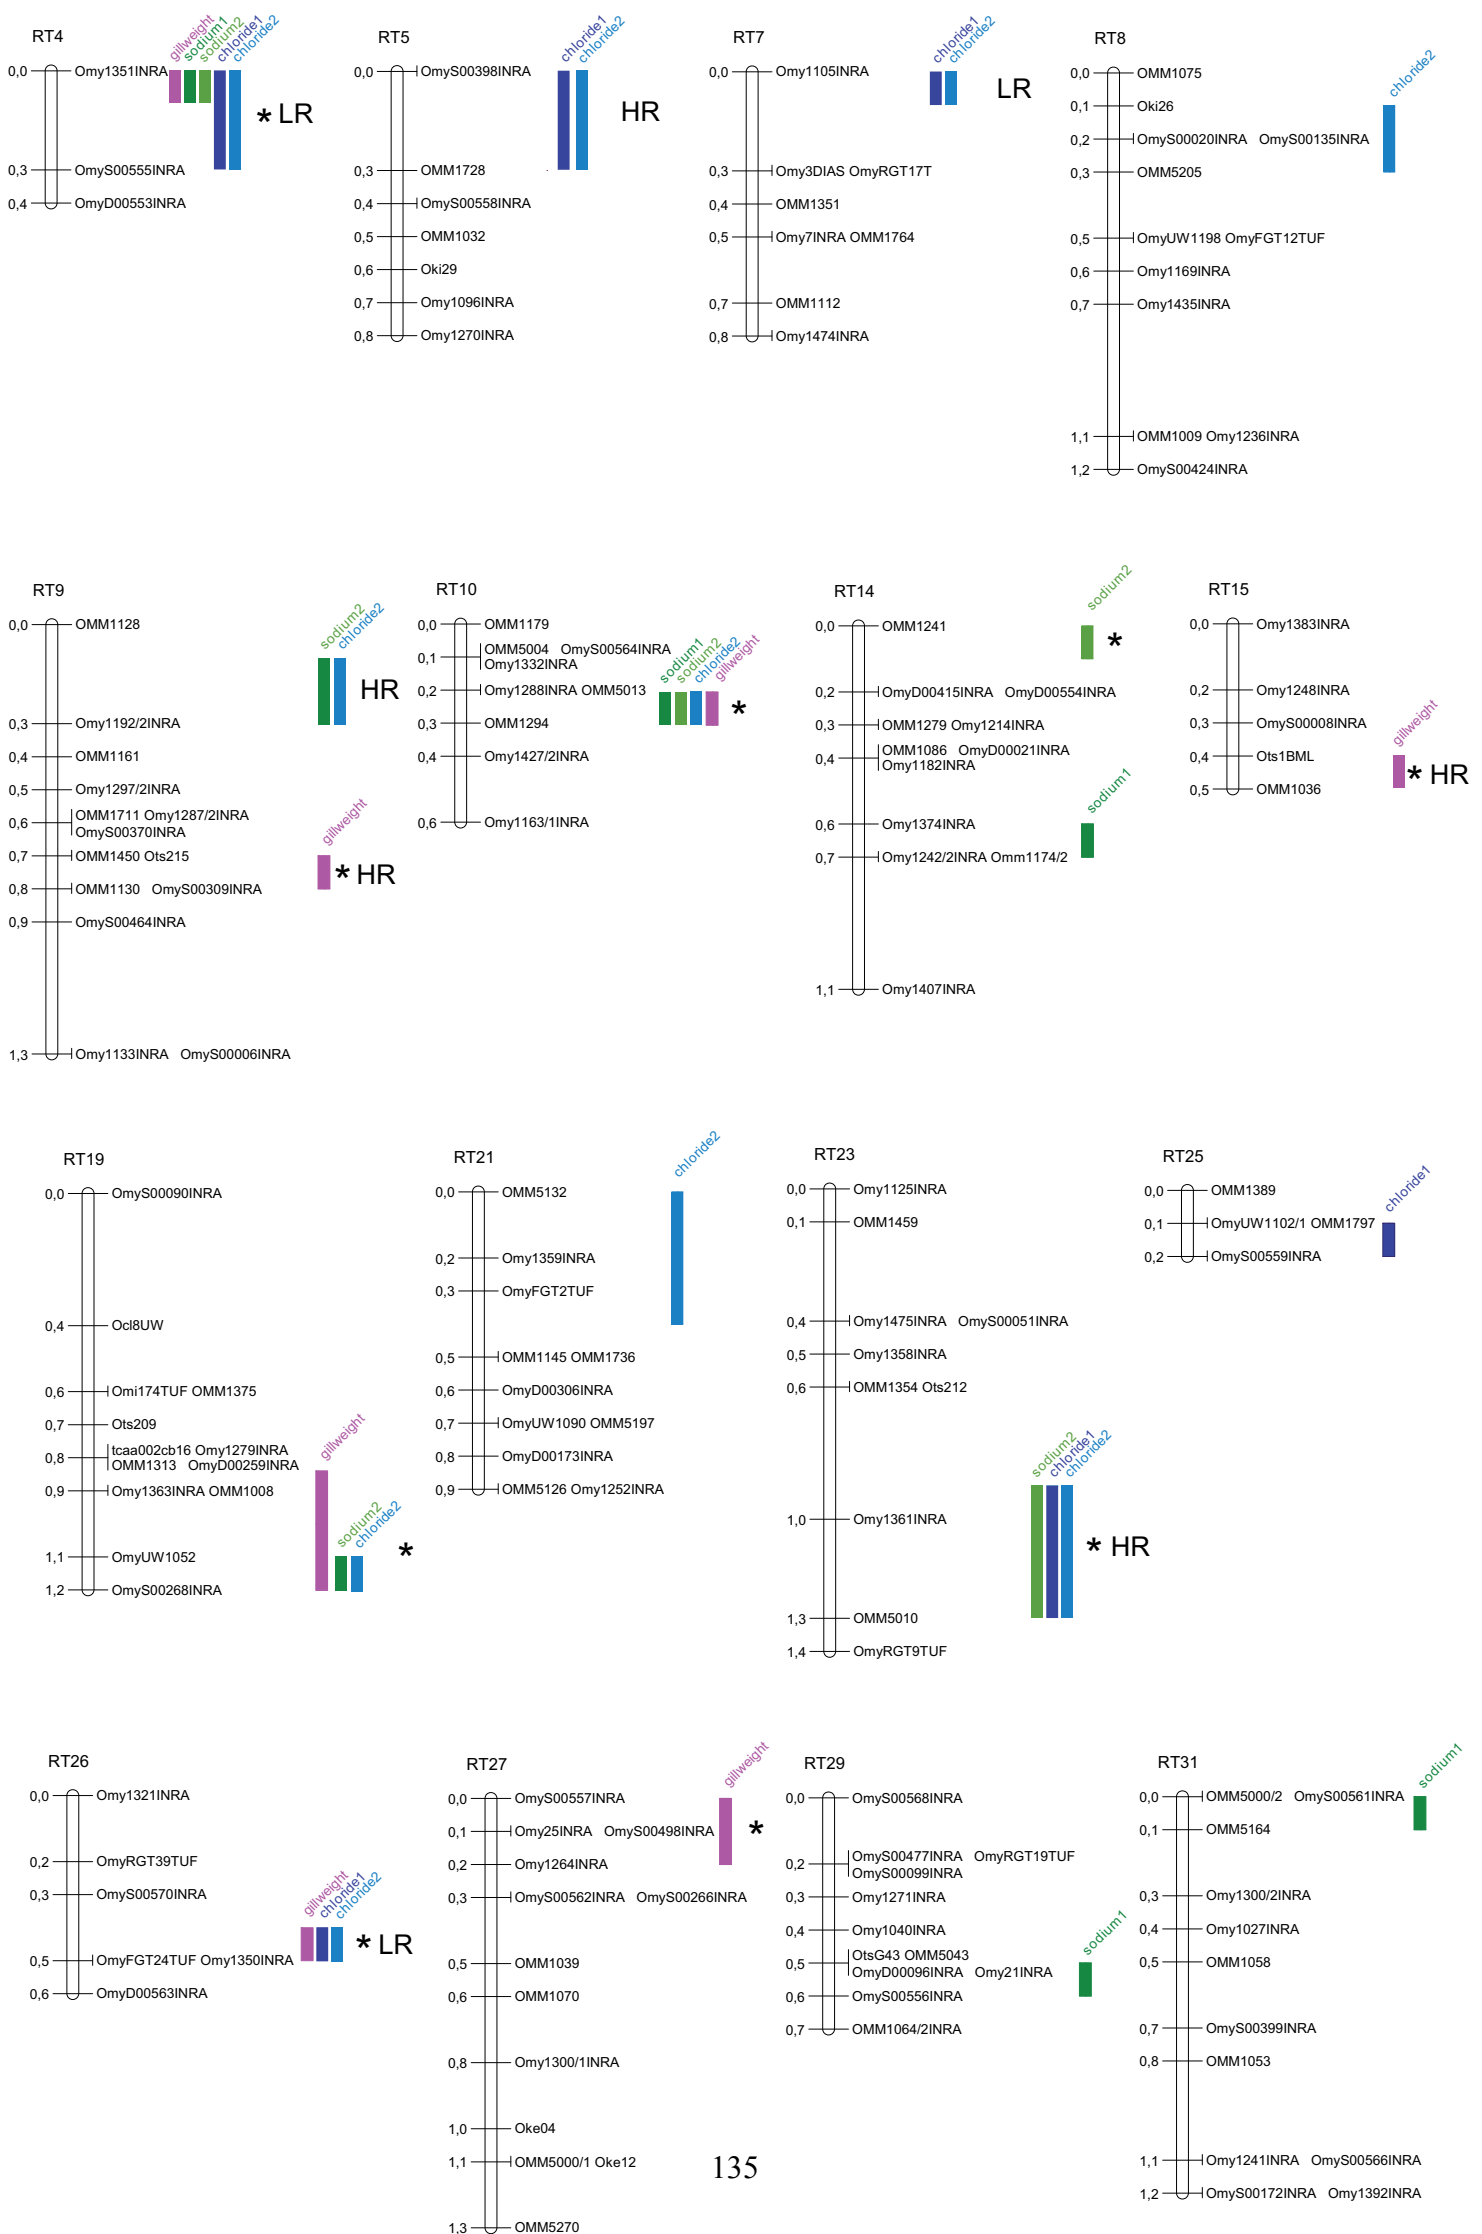 RT4
gillweight
sodium1
sodium2
chloride1
chloride2
0,0 Omy1351INRA
* LR
0,3 OmyS00555INRA
0,4 OmyD00553INRA
RT5
chloride1
chloride2
0,0 OmyS00398INRA
HR
0,3 OMM1728
0,4 OmyS00558INRA
0,5 OMM1032
0,6 Oki29
0,7 Omy1096INRA
0,8 Omy1270INRA
RT7
chloride1
chloride2
0,0 Omy1105INRA
LR
0,3 Omy3DIAS OmyRGT17T
0,4 OMM1351
0,5 Omy7INRA OMM1764
0,7 OMM1112
0,8 Omy1474INRA
RT8
chloride2
0,0 OMM1075
0,1 Oki26
0,2 OmyS00020INRA OmyS00135INRA
0,3 OMM5205
0,5 OmyUW1198 OmyFGT12TUF
0,6 Omy1169INRA
0,7 Omy1435INRA
1,1 OMM1009 Omy1236INRA
1,2 OmyS00424INRA
RT9
sodium2
chloride2
0,0 OMM1128
HR
0,3 Omy1192/2INRA
0,4 OMM1161
0,5 Omy1297/2INRA
0,6 OMM1711 Omy1287/2INRA
OmyS00370INRA
gillweight
0,7 OMM1450 Ots215
* HR
0,8 OMM1130 OmyS00309INRA
0,9 OmyS00464INRA
1,3 Omy1133INRA OmyS00006INRA
RT10
0,0 OMM1179
0,1 OMM5004 OmyS00564INRA
Omy1332INRA
sodium1
sodium2
chloride2
gillweight
0,2 Omy1288INRA OMM5013
*
0,3 OMM1294
0,4 Omy1427/2INRA
0,6 Omy1163/1INRA
RT14
sodium2
0,0 OMM1241
*
0,2 OmyD00415INRA OmyD00554INRA
0,3 OMM1279 Omy1214INRA
0,4 OMM1086 OmyD00021INRA
Omy1182INRA
sodium1
0,6 Omy1374INRA
0,7 Omy1242/2INRA Omm1174/2
1,1 Omy1407INRA
RT15
0,0 Omy1383INRA
0,2 Omy1248INRA
0,3 OmyS00008INRA
gillweight
0,4 Ots1BML
* HR
0,5 OMM1036
RT19
0,0 OmyS00090INRA
0,4 Ocl8UW
0,6 Omi174TUF OMM1375
0,7 Ots209
gillweight
0,8 tcaa002cb16 Omy1279INRA
OMM1313 OmyD00259INRA
0,9 Omy1363INRA OMM1008
sodium2
chloride2
*
1,1 OmyUW1052
1,2 OmyS00268INRA
RT21
chloride2
0,0 OMM5132
0,2 Omy1359INRA
0,3 OmyFGT2TUF
0,5 OMM1145 OMM1736
0,6 OmyD00306INRA
0,7 OmyUW1090 OMM5197
0,8 OmyD00173INRA
0,9 OMM5126 Omy1252INRA
RT23
0,0 Omy1125INRA
0,1 OMM1459
0,4 Omy1475INRA OmyS00051INRA
0,5 Omy1358INRA
0,6 OMM1354 Ots212
sodium2
chloride1
chloride2
1,0 Omy1361INRA
* HR
1,3 OMM5010
1,4 OmyRGT9TUF
RT25
chloride1
0,0 OMM1389
0,1 OmyUW1102/1 OMM1797
0,2 OmyS00559INRA
RT26
0,0 Omy1321INRA
0,2 OmyRGT39TUF
0,3 OmyS00570INRA
gillweight
chloride1
chloride2
* LR
0,5 OmyFGT24TUF Omy1350INRA
0,6 OmyD00563INRA
RT27
gillweight
0,0 OmyS00557INRA
0,1 Omy25INRA OmyS00498INRA
*
0,2 Omy1264INRA
0,3 OmyS00562INRA OmyS00266INRA
0,5 OMM1039
0,6 OMM1070
0,8 Omy1300/1INRA
1,0 Oke04
1,1 OMM5000/1 Oke12
1,3 OMM5270
RT29
0,0 OmyS00568INRA
0,2 OmyS00477INRA OmyRGT19TUF
OmyS00099INRA
0,3 Omy1271INRA
0,4 Omy1040INRA
sodium1
0,5 OtsG43 OMM5043
OmyD00096INRA Omy21INRA
0,6 OmyS00556INRA
0,7 OMM1064/2INRA
RT31
sodium1
0,0 OMM5000/2 OmyS00561INRA
0,1 OMM5164
0,3 Omy1300/2INRA
0,4 Omy1027INRA
0,5 OMM1058
0,7 OmyS00399INRA
0,8 OMM1053
1,1 Omy1241INRA OmyS00566INRA
1,2 OmyS00172INRA Omy1392INRA
135